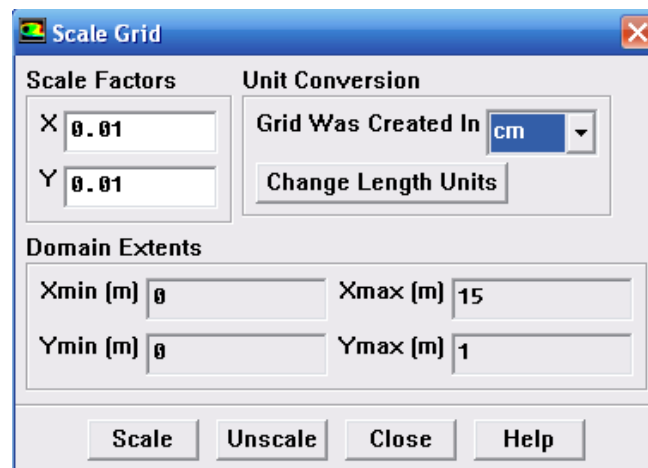 Scale Grid
Scale Factors
X 0.01
Y 0.01
Unit Conversion
Grid Was Created In cm
Change Length Units
Domain Extents
Xmin (m) 0 Xmax (m) 15
Ymin (m) 0 Ymax (m) 1
Scale Unscale Close Help